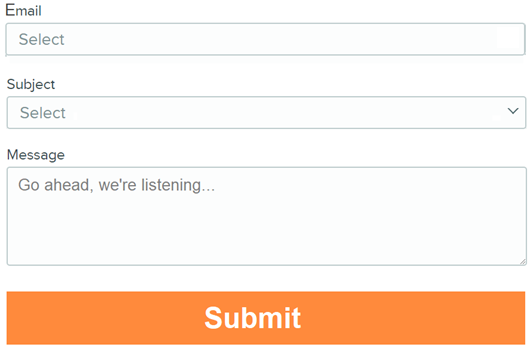 Email
Select
Subject
Select
Message
Go ahead, we're listening...
Submit